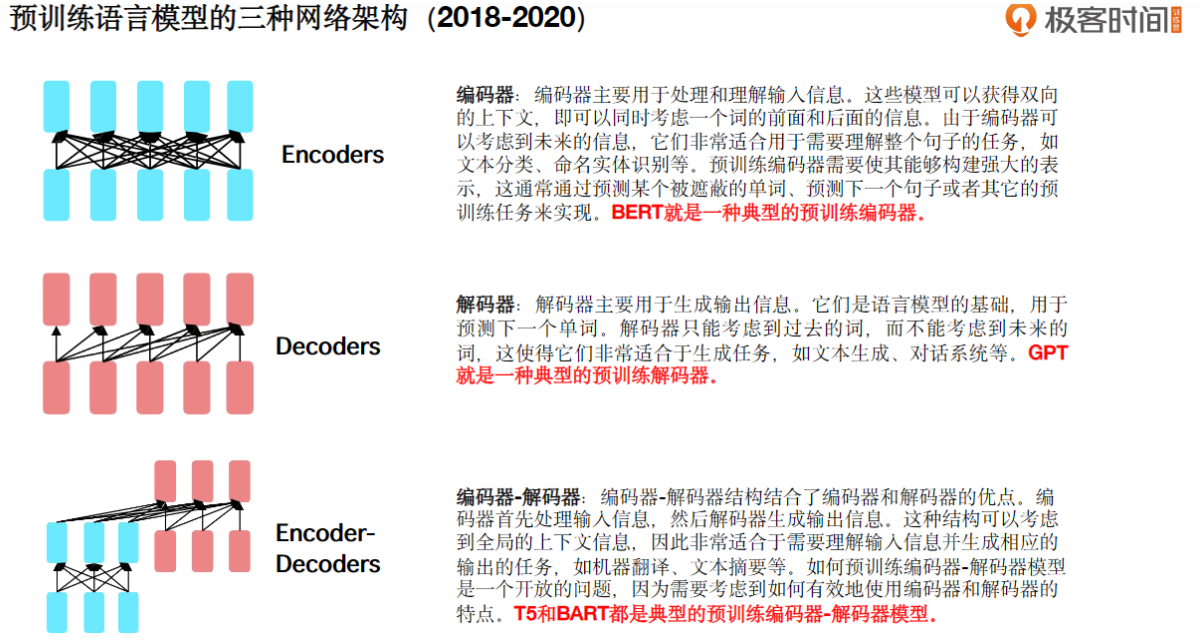 预训练语言模型的三种网络架构（2018-2020）
极客时间 训练营
Encoders
编码器：编码器主要用于处理和理解输入信息。这些模型可以获得双向
的上下文，即可以同时考虑一个词的前面和后面的信息。由于编码器可
以考虑到未来的信息，它们非常适合用于需要理解整个句子的任务，如
文本分类、命名实体识别等。预训练编码器需要使其能够构建强大的表
示，这通常通过预测某个被遮蔽的单词、预测下一个句子或者其它的预
训练任务来实现。BERT就是一种典型的预训练编码器。
Decoders
解码器：解码器主要用于生成输出信息。它们是语言模型的基础，用于
预测下一个单词。解码器只能考虑到过去的词，而不能考虑到未来的
词，这使得它们非常适合于生成任务，如文本生成、对话系统等。GPT
就是一种典型的预训练解码器。
Encoder-
Decoders
编码器-解码器：编码器-解码器结构结合了编码器和解码器的优点。编
码器首先处理输入信息，然后解码器生成输出信息。这种结构可以考虑
到全局的上下文信息，因此非常适合于需要理解输入信息并生成相应的
输出的任务，如机器翻译、文本摘要等。如何预训练编码器-解码器模型
是一个开放的问题，因为需要考虑到如何有效地使用编码器和解码器的
特点。T5和BART都是典型的预训练编码器-解码器模型。